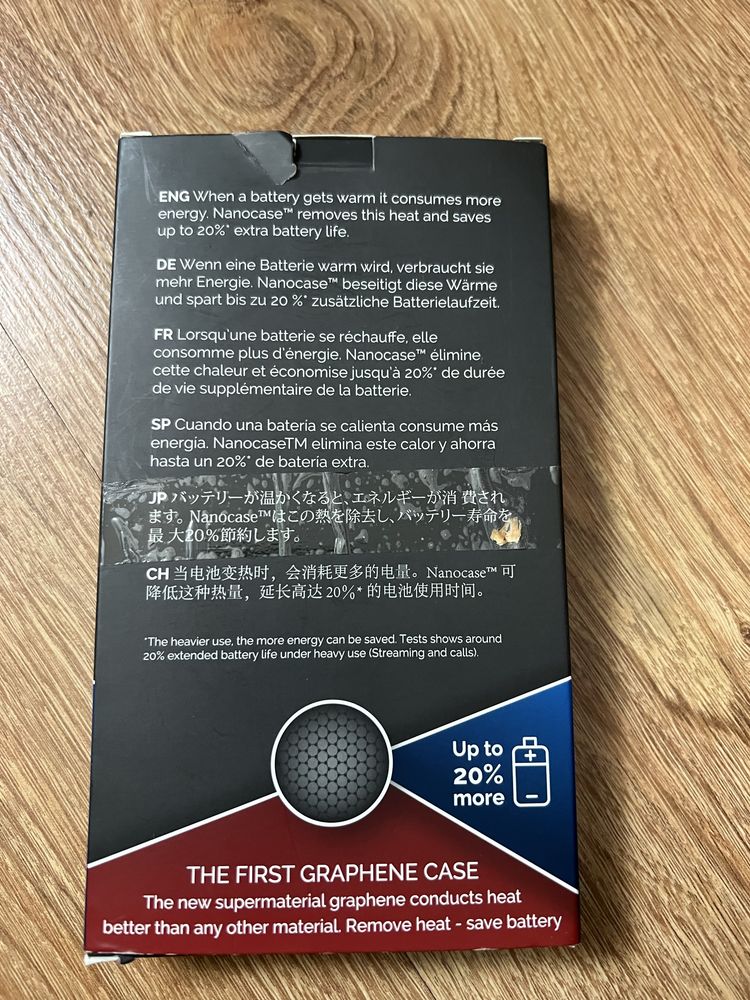 ENG When a battery gets warm it consumes more
energy. Nanocase™ removes this heat and saves
up to 20%* extra battery life.
DE Wenn eine Batterie warm wird, verbraucht sie
mehr Energie. Nanocase™ beseitigt diese Wärme
und spart bis zu 20 %* zusätzliche Batterielaufzeit.
FR Lorsqu'une batterie se réchauffe, elle
consomme plus d'énergie. Nanocase™ élimine
cette chaleur et économise jusqu'à 20%* de durée
de vie supplémentaire de la batterie.
SP Cuando una batería se calienta consume más
energía. NanocaseTM elimina este calor y ahorra
hasta un 20%* de batería extra.
JP バッテリーが温かくなると、エネルギーが消 費され
ます。Nanocase™はこの熱を除去し、バッテリー寿命を
最 大20%節約します。
CH 当电池变热时，会消耗更多的电量。Nanocase™ 可
降低这种热量，延长高达 20%* 的电池使用时间。
*The heavier use, the more energy can be saved. Tests shows around
20% extended battery life under heavy use (Streaming and calls).
Up to
20%
more
THE FIRST GRAPHENE CASE
The new supermaterial graphene conducts heat
better than any other material. Remove heat - save battery